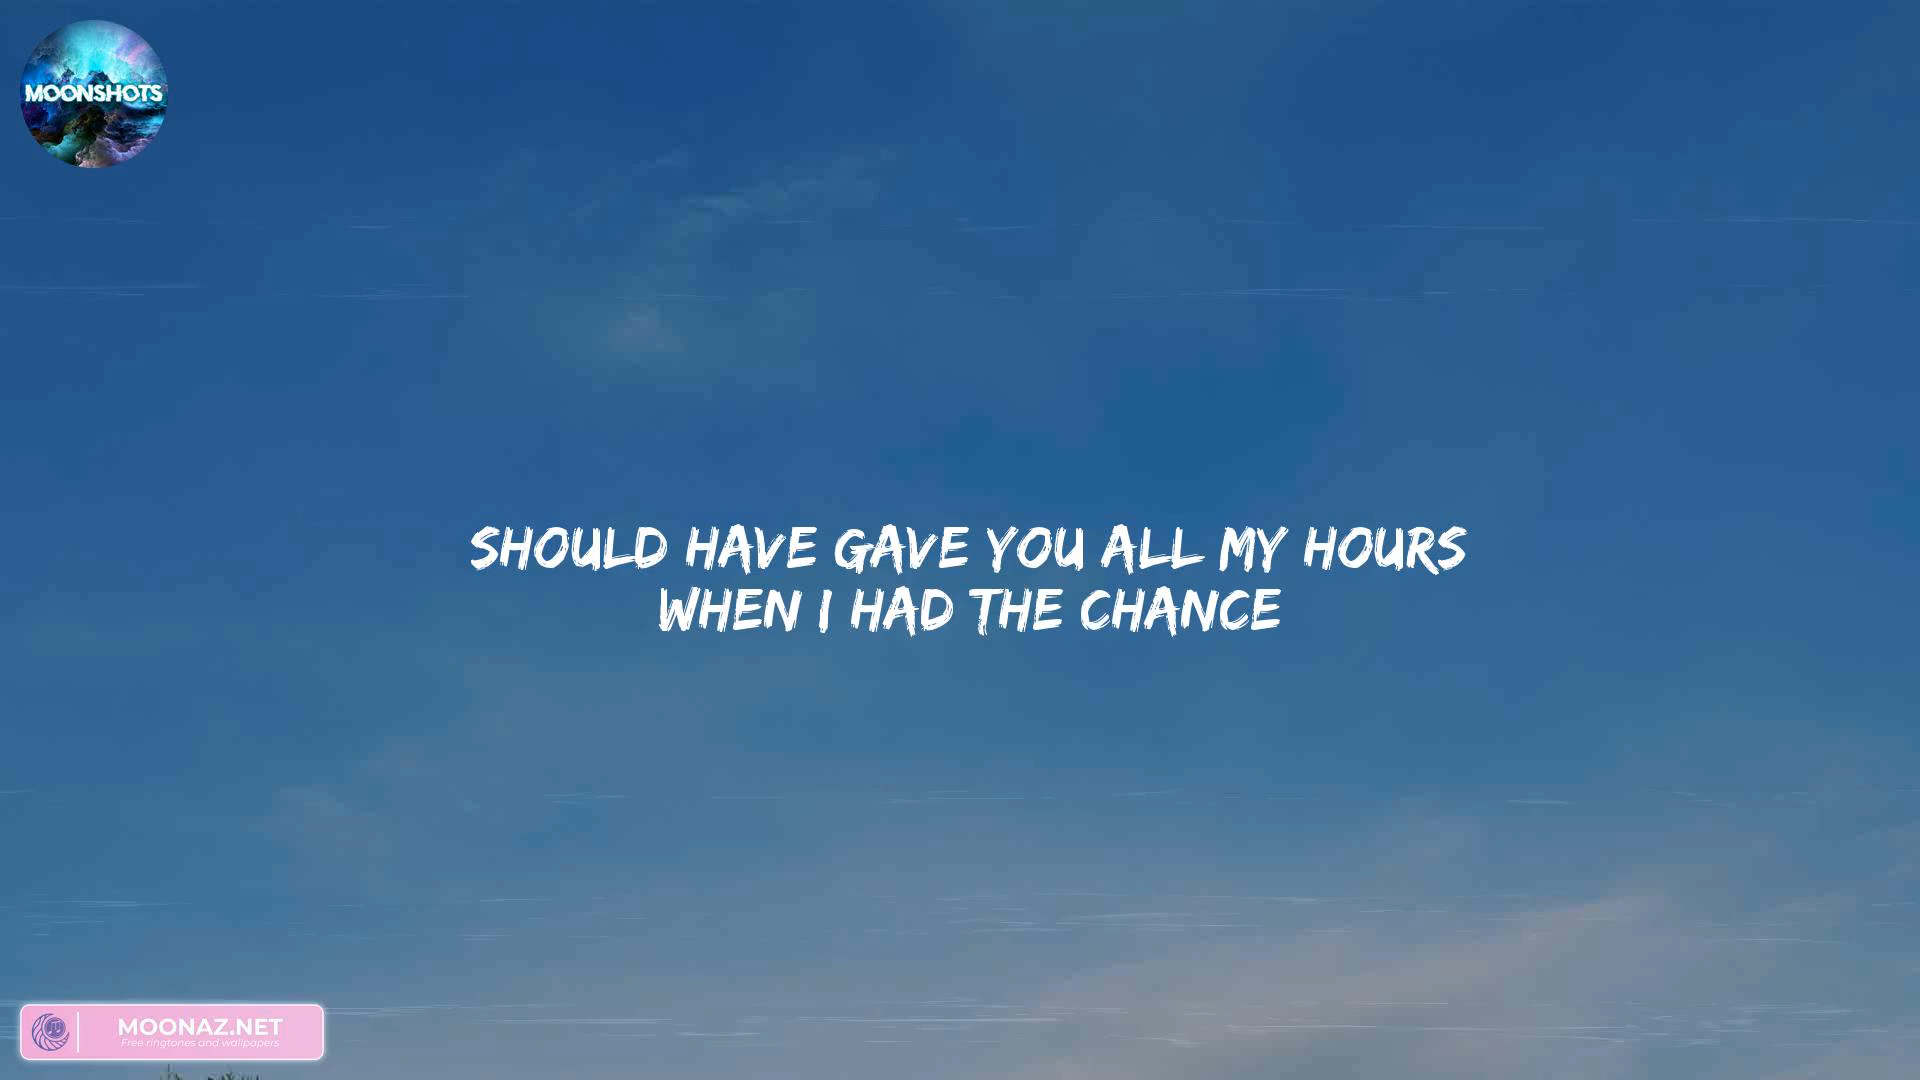 MOONSHOTS
SHOULD HAVE GAVE YOU ALL MY HOURS
WHEN I HAD THE CHANCE
MOONAZ.NET
Free ringtones and wallpapers